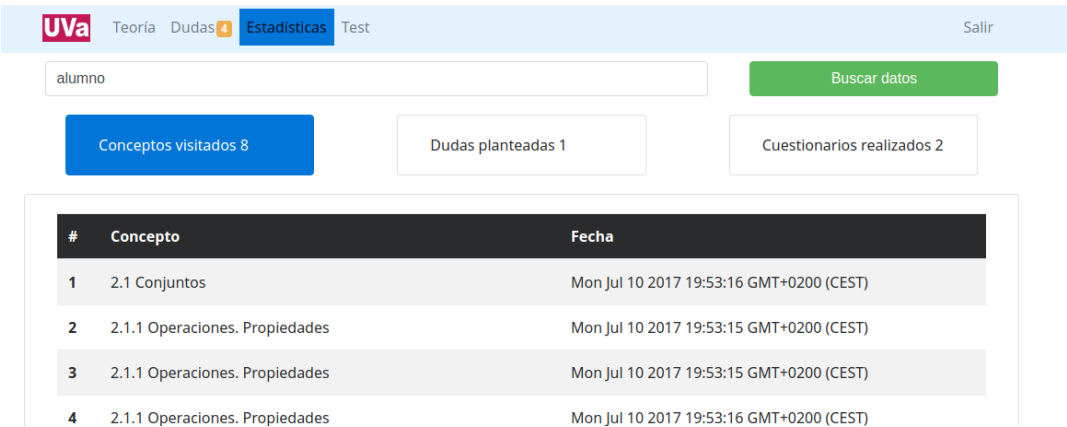 UVa Teoría Dudas 4 Estadísticas Test Salir
alumno Buscar datos
Conceptos visitados 8 Dudas planteadas 1 Cuestionarios realizados 2
# Concepto Fecha
1 2.1 Conjuntos Mon Jul 10 2017 19:53:16 GMT+0200 (CEST)
2 2.1.1 Operaciones. Propiedades Mon Jul 10 2017 19:53:15 GMT+0200 (CEST)
3 2.1.1 Operaciones. Propiedades Mon Jul 10 2017 19:53:15 GMT+0200 (CEST)
4 2.1.1 Operaciones. Propiedades Mon Jul 10 2017 19:53:16 GMT+0200 (CEST)